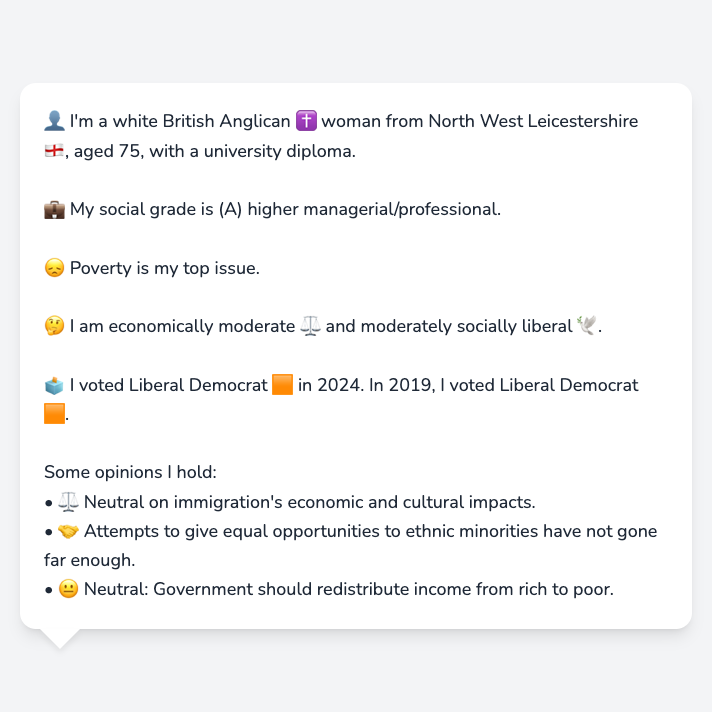 👤 I'm a white British Anglican ✝️ woman from North West Leicestershire
🏴󠁧󠁢󠁥󠁮󠁧󠁿, aged 75, with a university diploma.
💼 My social grade is (A) higher managerial/professional.
😞 Poverty is my top issue.
🤔 I am economically moderate ⚖️ and moderately socially liberal 🕊️.
🗳️ I voted Liberal Democrat 🟧 in 2024. In 2019, I voted Liberal Democrat
🟧.
Some opinions I hold:
• ⚖️ Neutral on immigration's economic and cultural impacts.
• 🤝 Attempts to give equal opportunities to ethnic minorities have not gone
far enough.
• 😐 Neutral: Government should redistribute income from rich to poor.